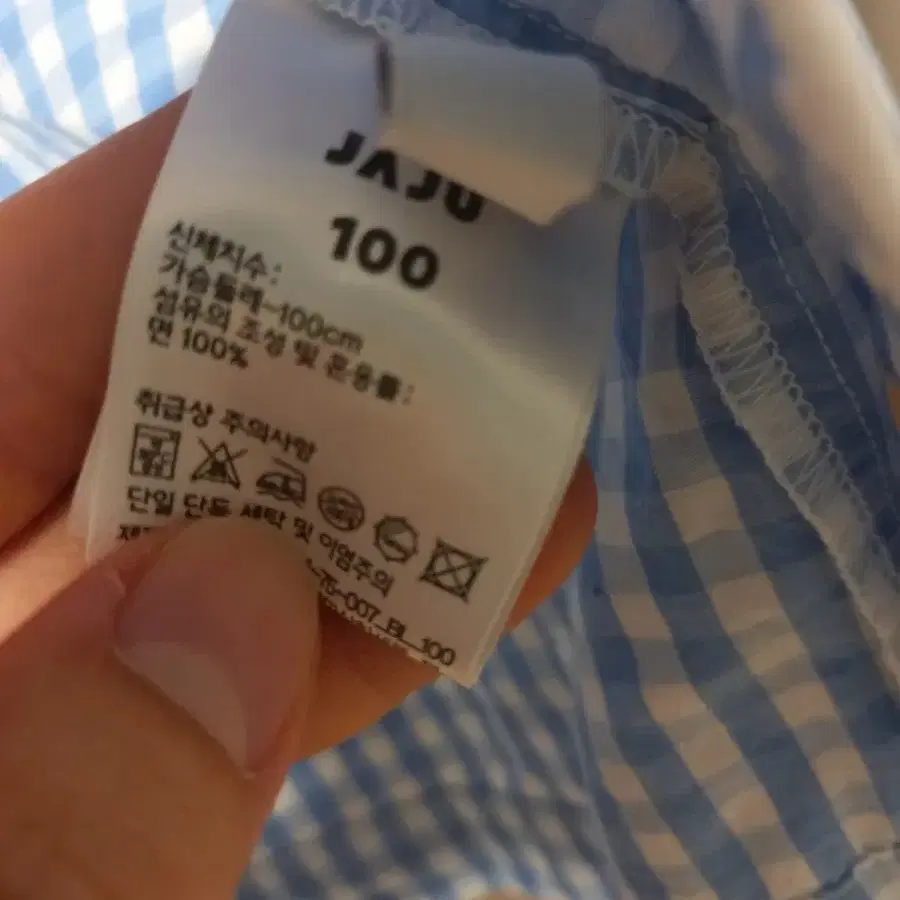 JAJU
100
신체치수:
가슴둘레-100cm
섬유의 조성 및 혼용률:
면 100%
취급상 주의사항
단일 단독 세탁 및 이염주의
-007_BL_100